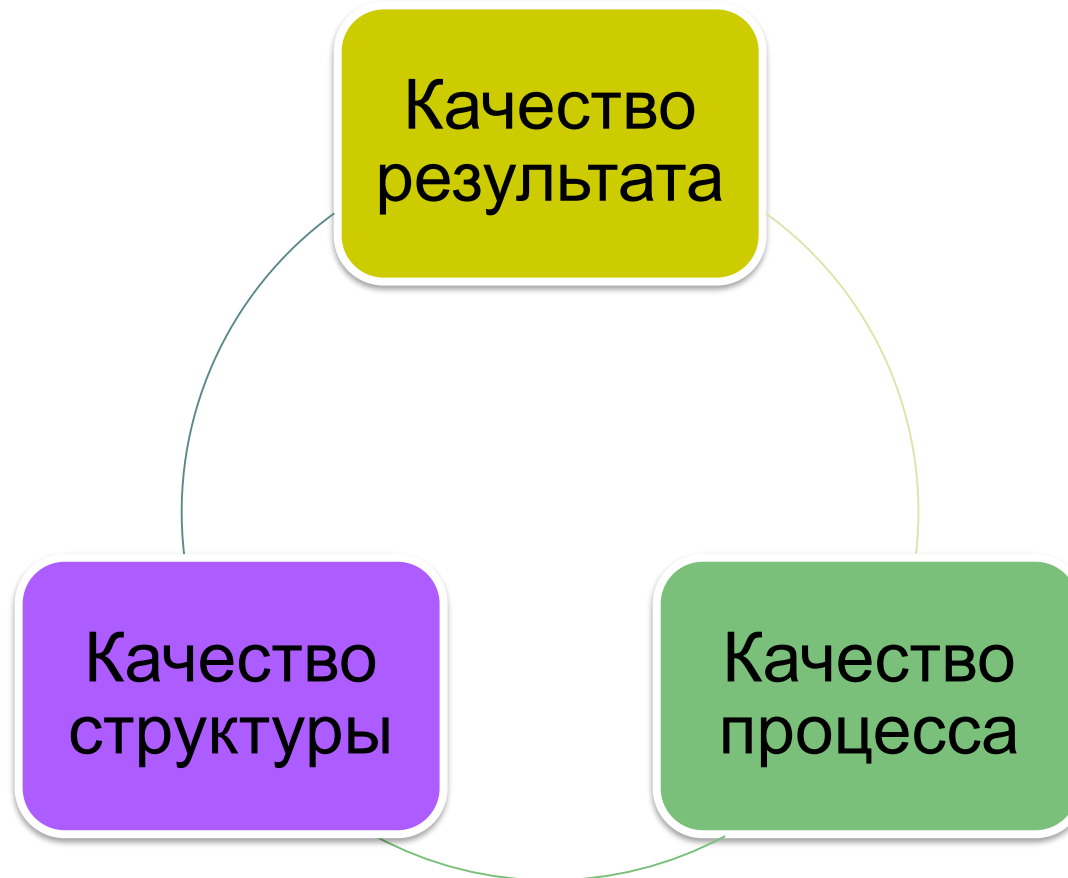 Качество
результата
Качество
структуры
Качество
процесса